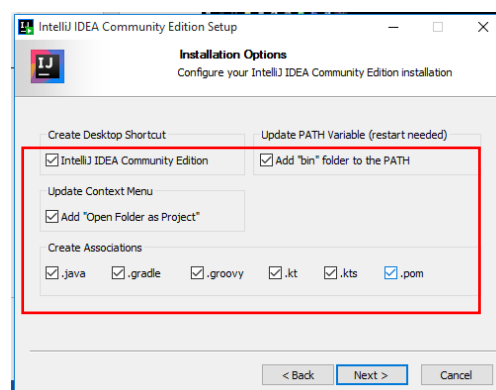 IntelliJ IDEA Community Edition Setup
IJ
Installation Options
Configure your IntelliJ IDEA Community Edition installation
Create Desktop Shortcut
Update PATH Variable (restart needed)
IntelliJ IDEA Community Edition
Add "bin" folder to the PATH
Update Context Menu
Add "Open Folder as Project"
Create Associations
.java .gradle .groovy .kt .kts .pom
< Back Next > Cancel